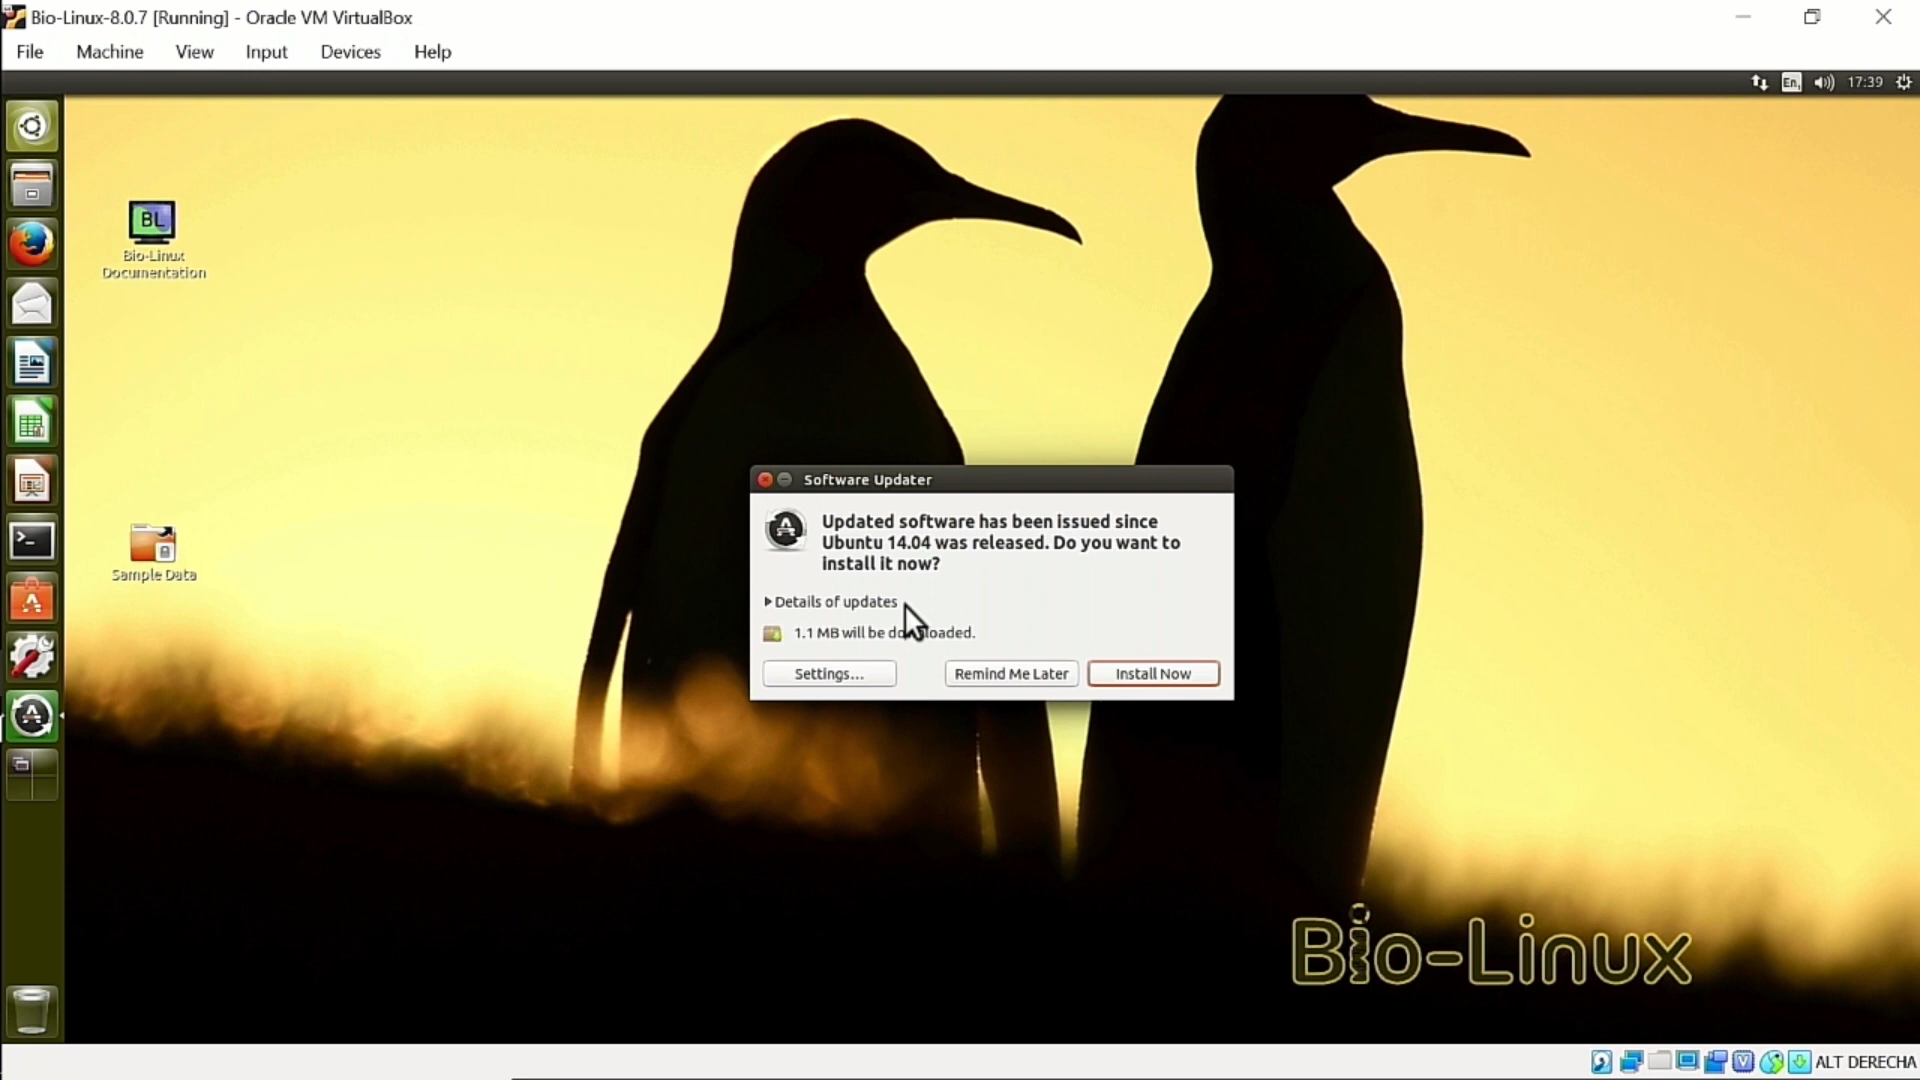 Bio-Linux-8.0.7 [Running] - Oracle VM VirtualBox
File Machine View Input Devices Help
En 17:39
BL
Bio-Linux
Documentation
Sample Data
Software Updater
Updated software has been issued since
Ubuntu 14.04 was released. Do you want to
install it now?
Details of updates
1.1 MB will be loaded.
Settings... Remind Me Later Install Now
Bio-Linux
ALT DERECHA